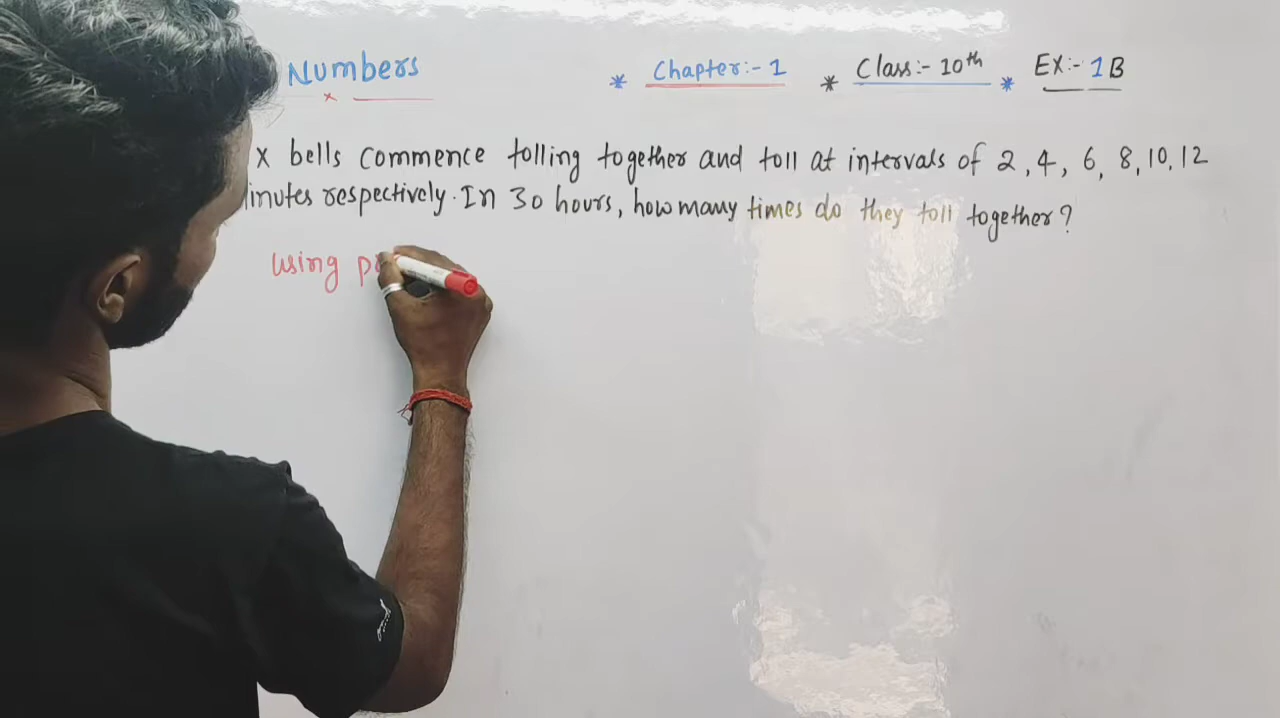 Numbers * Chapter:- 1 * Class:- 10th * EX:- 1B
x bells commence tolling together and toll at intervals of 2, 4, 6, 8, 10, 12
inutes respectively. In 30 hours, how many times do they toll together?
using p